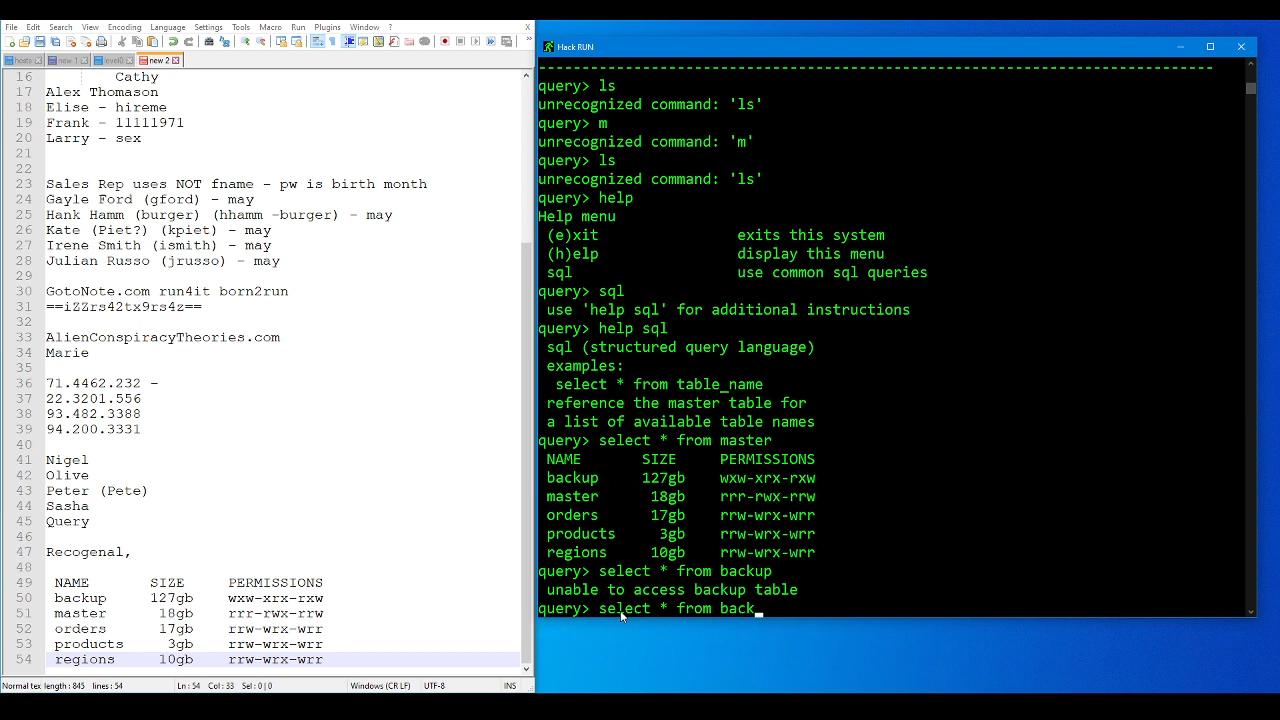 File Edit Search View Encoding Language Settings Tools Macro Run Plugins Window ? X
hosts new 1 level0 new 2
16 Cathy
17 Alex Thomason
18 Elise - hireme
19 Frank - 11111971
20 Larry - sex
21
22
23 Sales Rep uses NOT fname - pw is birth month
24 Gayle Ford (gford) - may
25 Hank Hamm (burger) (hhamm -burger) - may
26 Kate (Piet?) (kpiet) - may
27 Irene Smith (ismith) - may
28 Julian Russo (jrusso) - may
29
30 GotoNote.com run4it born2run
31 ==iZZrs42tx9rs4z==
32
33 AlienConspiracyTheories.com
34 Marie
35
36 71.4462.232 -
37 22.3201.556
38 93.482.3388
39 94.200.3331
40
41 Nigel
42 Olive
43 Peter (Pete)
44 Sasha
45 Query
46
47 Recogenal,
48
49 NAME SIZE PERMISSIONS
50 backup 127gb wxw-xrx-rxw
51 master 18gb rrr-rwx-rrw
52 orders 17gb rrw-wrx-wrr
53 products 3gb rrw-wrx-wrr
54 regions 10gb rrw-wrx-wrr
Normal text length : 845 lines : 54 Ln : 54 Col : 33 Sel : 0 | 0 Windows (CR LF) UTF-8 INS
Hack RUN
--------------------------------------------------------------------------------
query> ls
unrecognized command: 'ls'
query> m
unrecognized command: 'm'
query> ls
unrecognized command: 'ls'
query> help
Help menu
(e)xit exits this system
(h)elp display this menu
sql use common sql queries
query> sql
use 'help sql' for additional instructions
query> help sql
sql (structured query language)
examples:
select * from table_name
reference the master table for
a list of available table names
query> select * from master
NAME SIZE PERMISSIONS
backup 127gb wxw-xrx-rxw
master 18gb rrr-rwx-rrw
orders 17gb rrw-wrx-wrr
products 3gb rrw-wrx-wrr
regions 10gb rrw-wrx-wrr
query> select * from backup
unable to access backup table
query> select * from back_